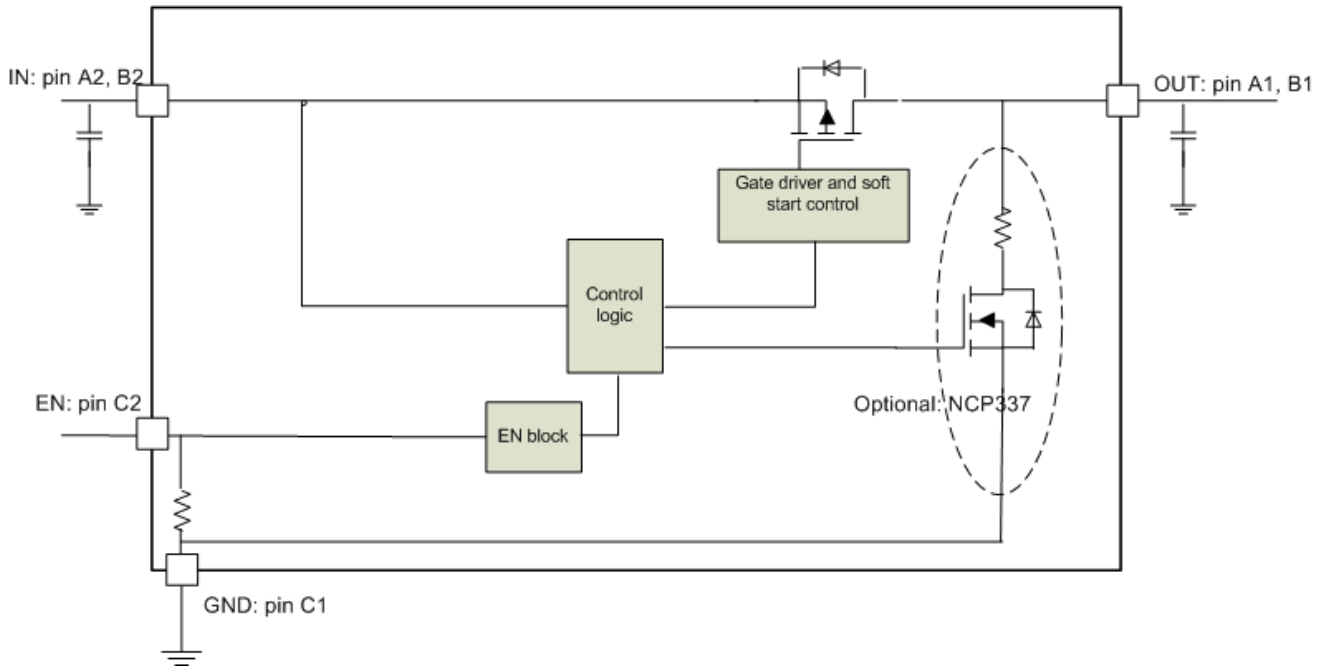 IN: pin A2, B2
OUT: pin A1, B1
Gate driver and soft
start control
Control
logic
EN: pin C2
Optional: NCP337
EN block
GND: pin C1